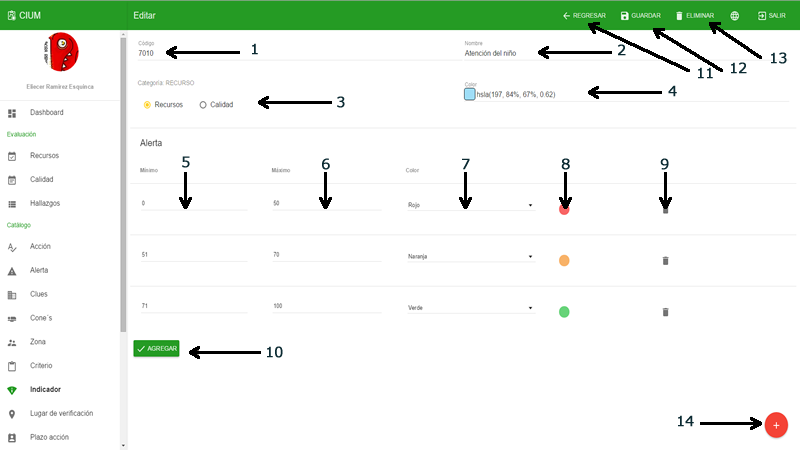 CIUM
Editar
REGRESAR
GUARDAR
ELIMINAR
SALIR
Eliecer Ramírez Esquinca
Dashboard
Evaluación
Recursos
Calidad
Hallazgos
Catálogo
Acción
Alerta
Clues
Cone´s
Zona
Criterio
Indicador
Lugar de verificación
Plazo acción
Código
7010
1
Nombre
Atención del niño
2
11
12
13
Categoria: RECURSO
Recursos
Calidad
3
Color:
hsla(197, 84%, 67%, 0.62)
4
Alerta
5
6
7
8
9
Mínimo
Máximo
Color
0
50
Rojo
51
70
Naranja
71
100
Verde
AGREGAR
10
14
+